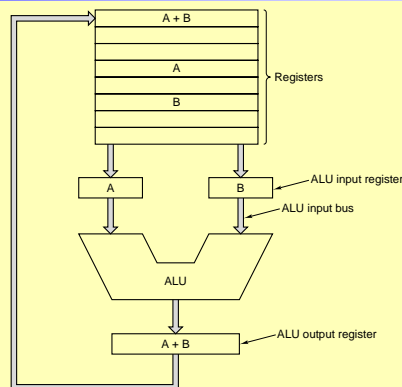 A + B
A
B
Registers
A
B
ALU input register
ALU input bus
ALU
A + B
ALU output register